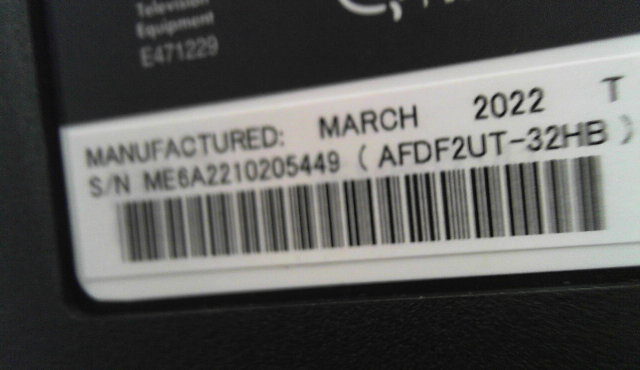 Television
Equipment
E471229
MANUFACTURED: MARCH 2022 T
S/N ME6A2210205449 ( AFDF2UT-32HB )